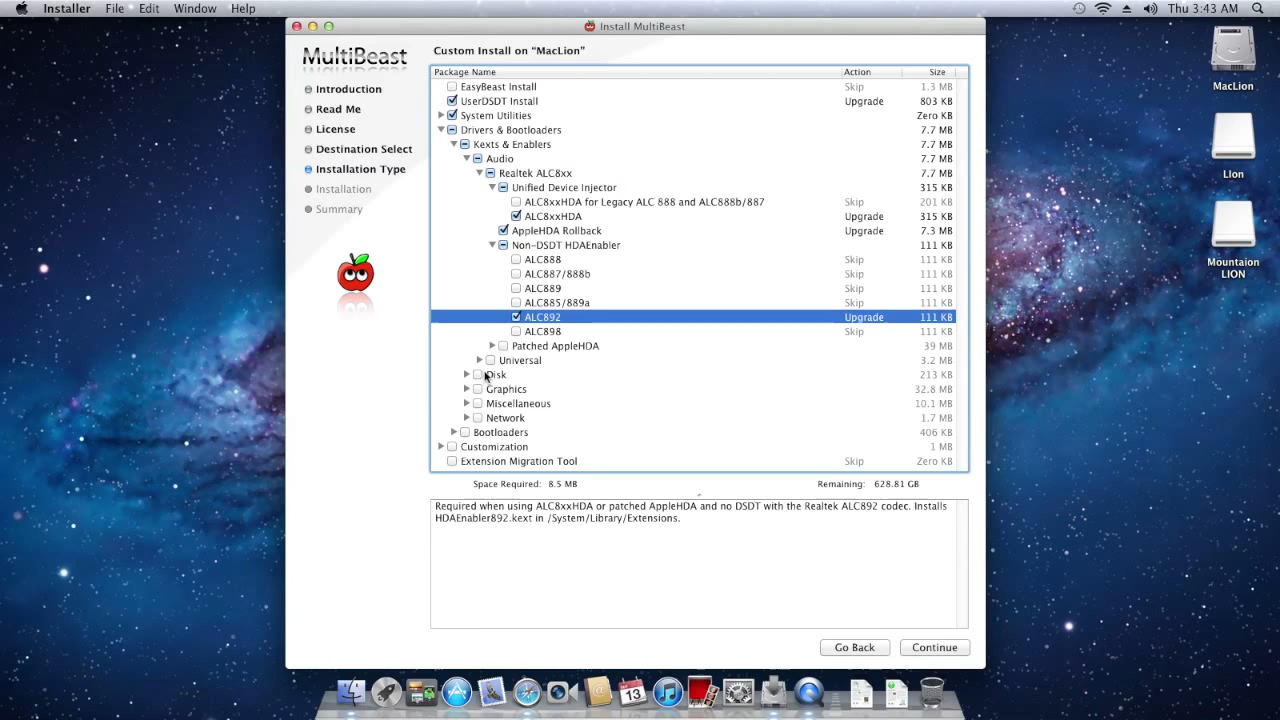 Installer File Edit Window Help Thu 3:43 AM
Install MultiBeast
MultiBeast
Introduction
Read Me
License
Destination Select
Installation Type
Installation
Summary
Custom Install on “MacLion”
Package Name Action Size
EasyBeast Install Skip 1.3 MB
UserDSDT Install Upgrade 803 KB
System Utilities Zero KB
Drivers & Bootloaders 7.7 MB
Kexts & Enablers 7.7 MB
Audio 7.7 MB
Realtek ALC8xx 7.7 MB
Unified Device Injector 315 KB
ALC8xxHDA for Legacy ALC 888 and ALC888b/887 Skip 201 KB
ALC8xxHDA Upgrade 315 KB
AppleHDA Rollback Upgrade 7.3 MB
Non-DSDT HDAEnabler 111 KB
ALC888 Skip 111 KB
ALC887/888b Skip 111 KB
ALC889 Skip 111 KB
ALC885/889a Skip 111 KB
ALC892 Upgrade 111 KB
ALC898 Skip 111 KB
Patched AppleHDA 39 MB
Universal 3.2 MB
Disk 213 KB
Graphics 32.8 MB
Miscellaneous 10.1 MB
Network 1.7 MB
Bootloaders 406 KB
Customization 1 MB
Extension Migration Tool Skip Zero KB
Space Required: 8.5 MB Remaining: 628.81 GB
Required when using ALC8xxHDA or patched AppleHDA and no DSDT with the Realtek ALC892 codec. Installs
HDAEnabler892.kext in /System/Library/Extensions.
Go Back Continue
MacLion
LIon
Mountaion
LION
13